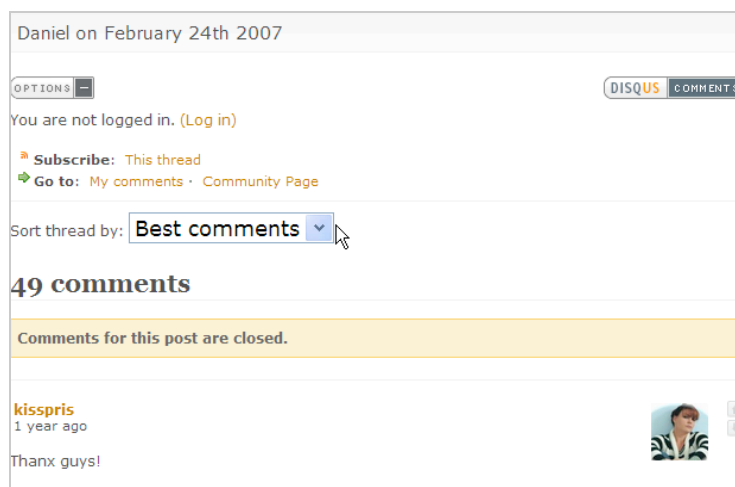 Daniel on February 24th 2007
OPTIONS
DISQUS COMMENTS
You are not logged in. (Log in)
Subscribe: This thread
Go to: My comments · Community Page
Sort thread by: Best comments
49 comments
Comments for this post are closed.
kisspris
1 year ago
Thanx guys!